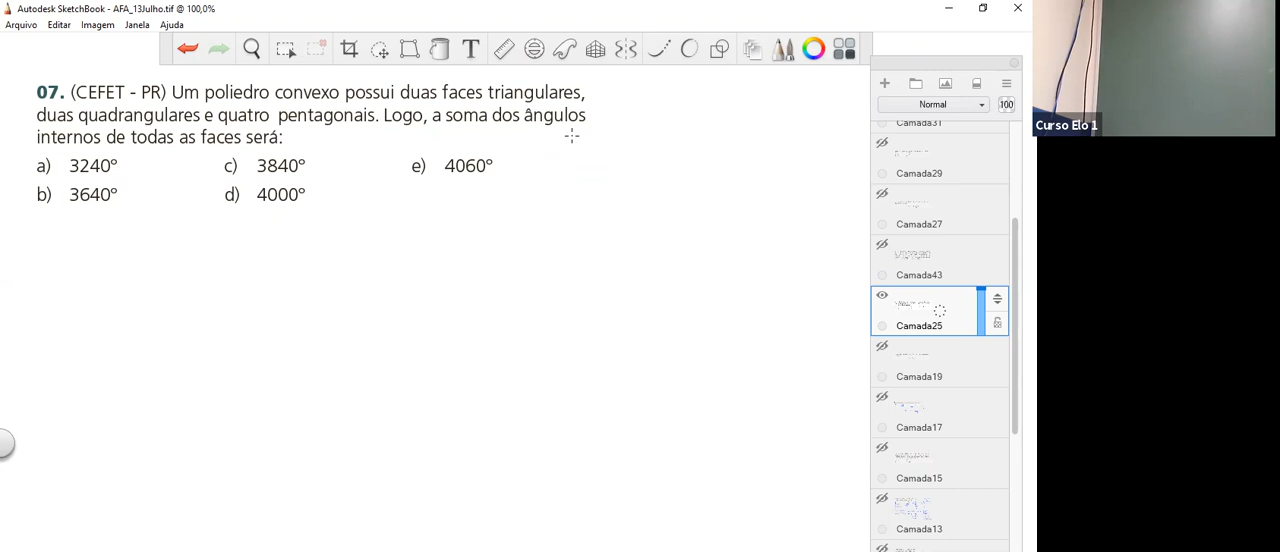 Autodesk SketchBook - AFA_13Julho.tif @ 100,0%
Arquivo Editar Imagem Janela Ajuda
07. (CEFET - PR) Um poliedro convexo possui duas faces triangulares,
duas quadrangulares e quatro pentagonais. Logo, a soma dos ângulos
internos de todas as faces será:
a) 3240° c) 3840° e) 4060°
b) 3640° d) 4000°
Normal 100
Camada31
Camada29
Camada27
Camada43
Camada25
Camada19
Camada17
Camada15
Camada13
Curso Elo 1